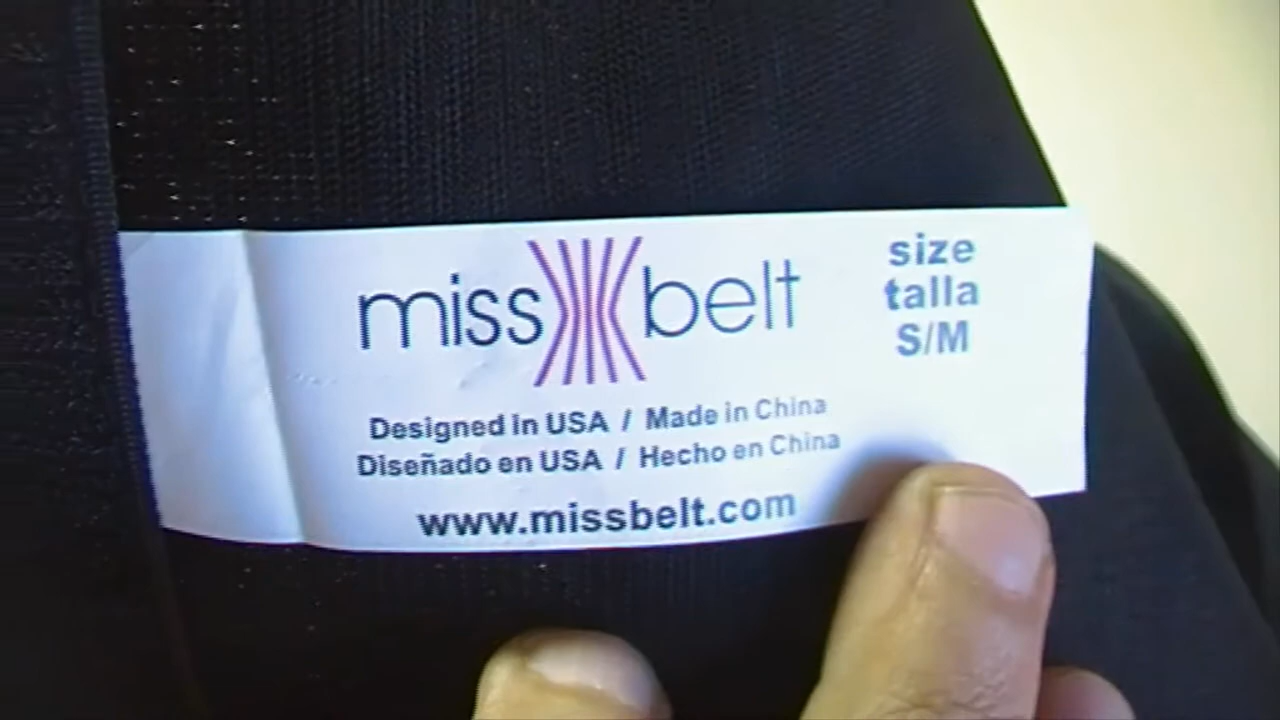 miss belt
size
talla
S/M
Designed in USA / Made in China
Diseñado en USA / Hecho en China
www.missbelt.com